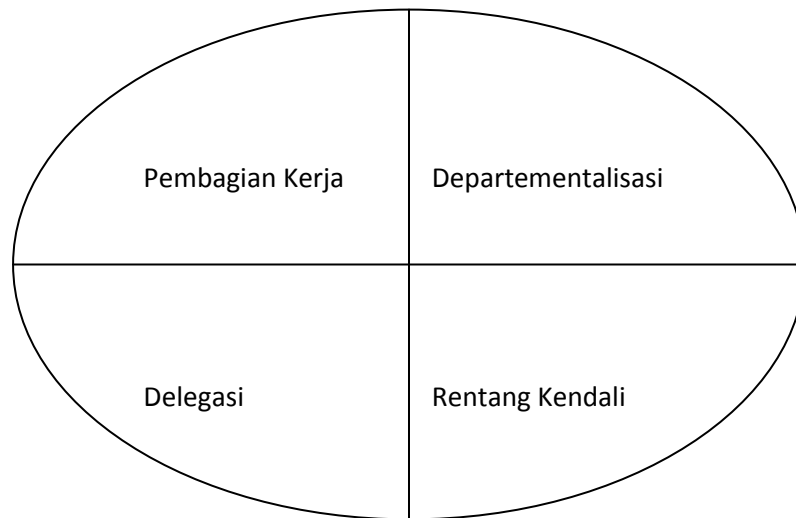 Pembagian Kerja
Departementalisasi
Delegasi
Rentang Kendali